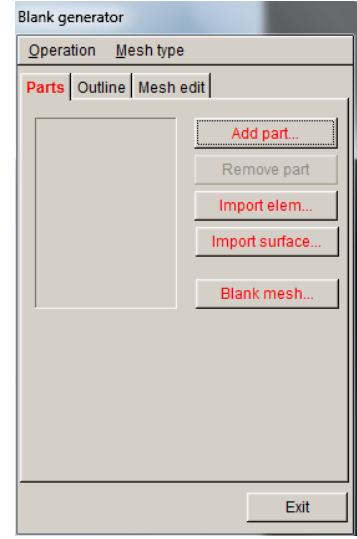 Blank generator
Operation Mesh type
Parts Outline Mesh edit
Add part...
Remove part
Import elem...
Import surface...
Blank mesh...
Exit